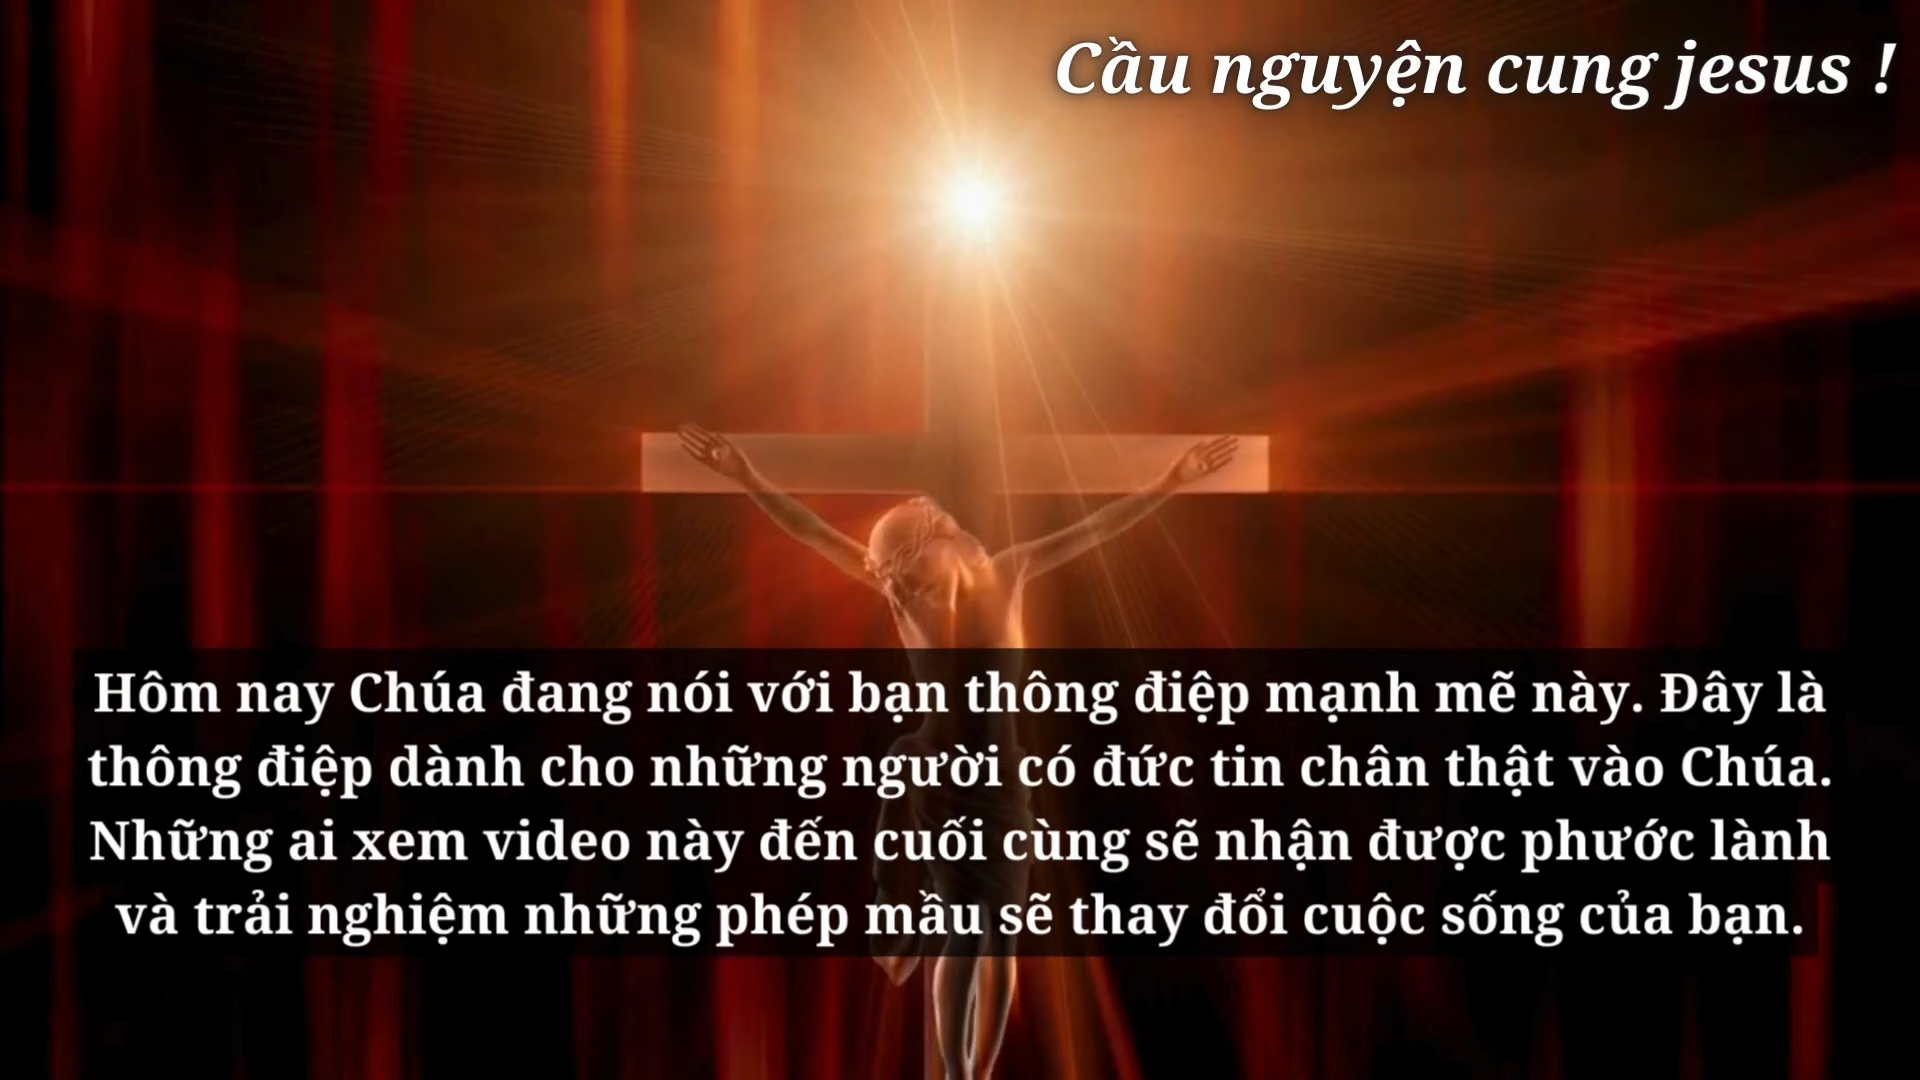 Cầu nguyện cung jesus !
Hôm nay Chúa đang nói với bạn thông điệp mạnh mẽ này. Đây là
thông điệp dành cho những người có đức tin chân thật vào Chúa.
Những ai xem video này đến cuối cùng sẽ nhận được phước lành
và trải nghiệm những phép mầu sẽ thay đổi cuộc sống của bạn.